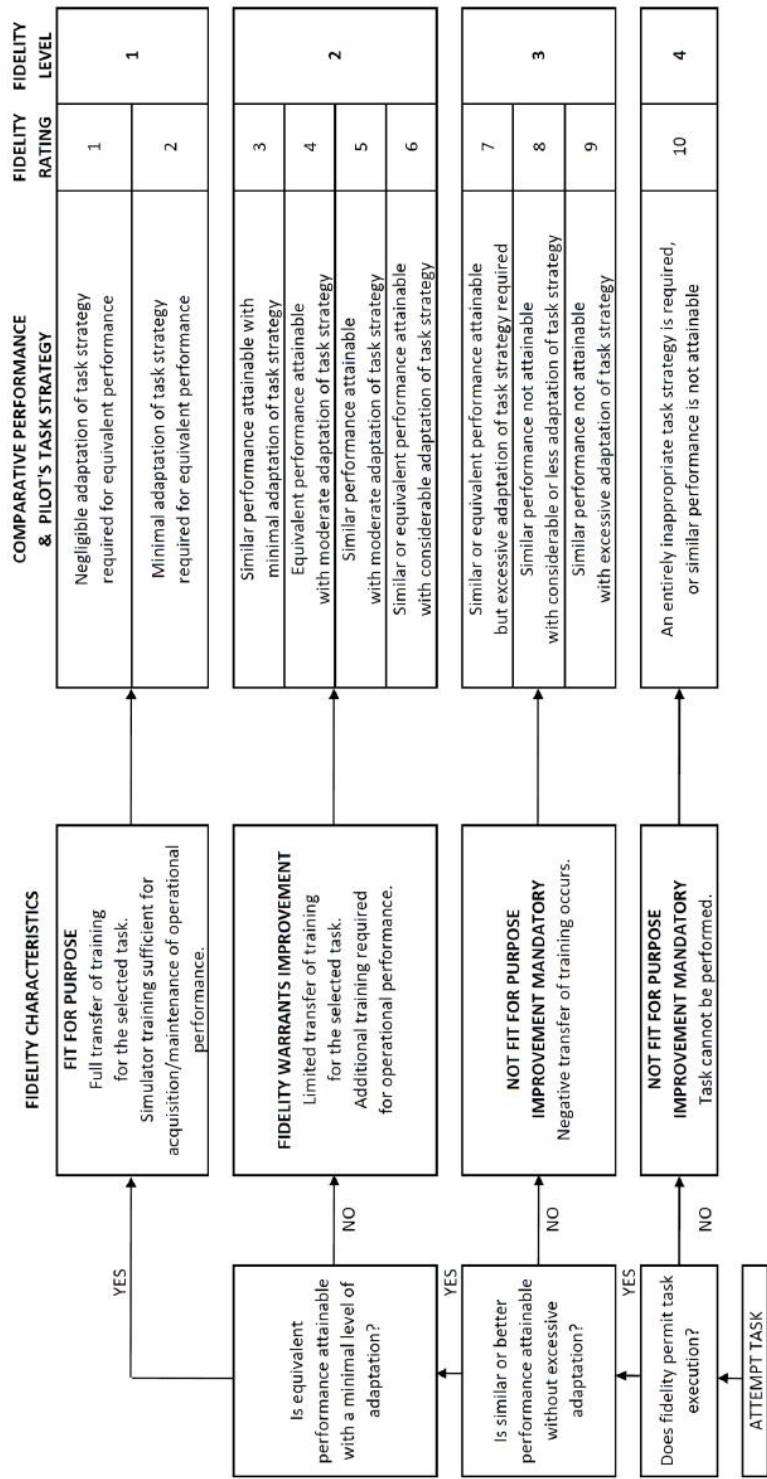 FIDELITY CHARACTERISTICS
COMPARATIVE PERFORMANCE
& PILOT'S TASK STRATEGY
FIDELITY
RATING
FIDELITY
LEVEL
YES
FIT FOR PURPOSE
Full transfer of training
for the selected task.
Simulator training sufficient for
acquisition/maintenance of operational
performance.
Negligible adaptation of task strategy
required for equivalent performance
1
Minimal adaptation of task strategy
required for equivalent performance
2
1
Is equivalent
performance attainable
with a minimal level of
adaptation?
NO
FIDELITY WARRANTS IMPROVEMENT
Limited transfer of training
for the selected task.
Additional training required
for operational performance.
Similar performance attainable with
minimal adaptation of task strategy
3
Equivalent performance attainable
with moderate adaptation of task strategy
4
Similar performance attainable
with moderate adaptation of task strategy
5
Similar or equivalent performance attainable
with considerable adaptation of task strategy
6
2
YES
Is similar or better
performance attainable
without excessive
adaptation?
NO
NOT FIT FOR PURPOSE
IMPROVEMENT MANDATORY
Negative transfer of training occurs.
Similar or equivalent performance attainable
but excessive adaptation of task strategy required
7
Similar performance not attainable
with considerable or less adaptation of task strategy
8
Similar performance not attainable
with excessive adaptation of task strategy
9
3
YES
Does fidelity permit task
execution?
NO
NOT FIT FOR PURPOSE
IMPROVEMENT MANDATORY
Task cannot be performed.
An entirely inappropriate task strategy is required,
or similar performance is not attainable
10
4
ATTEMPT TASK